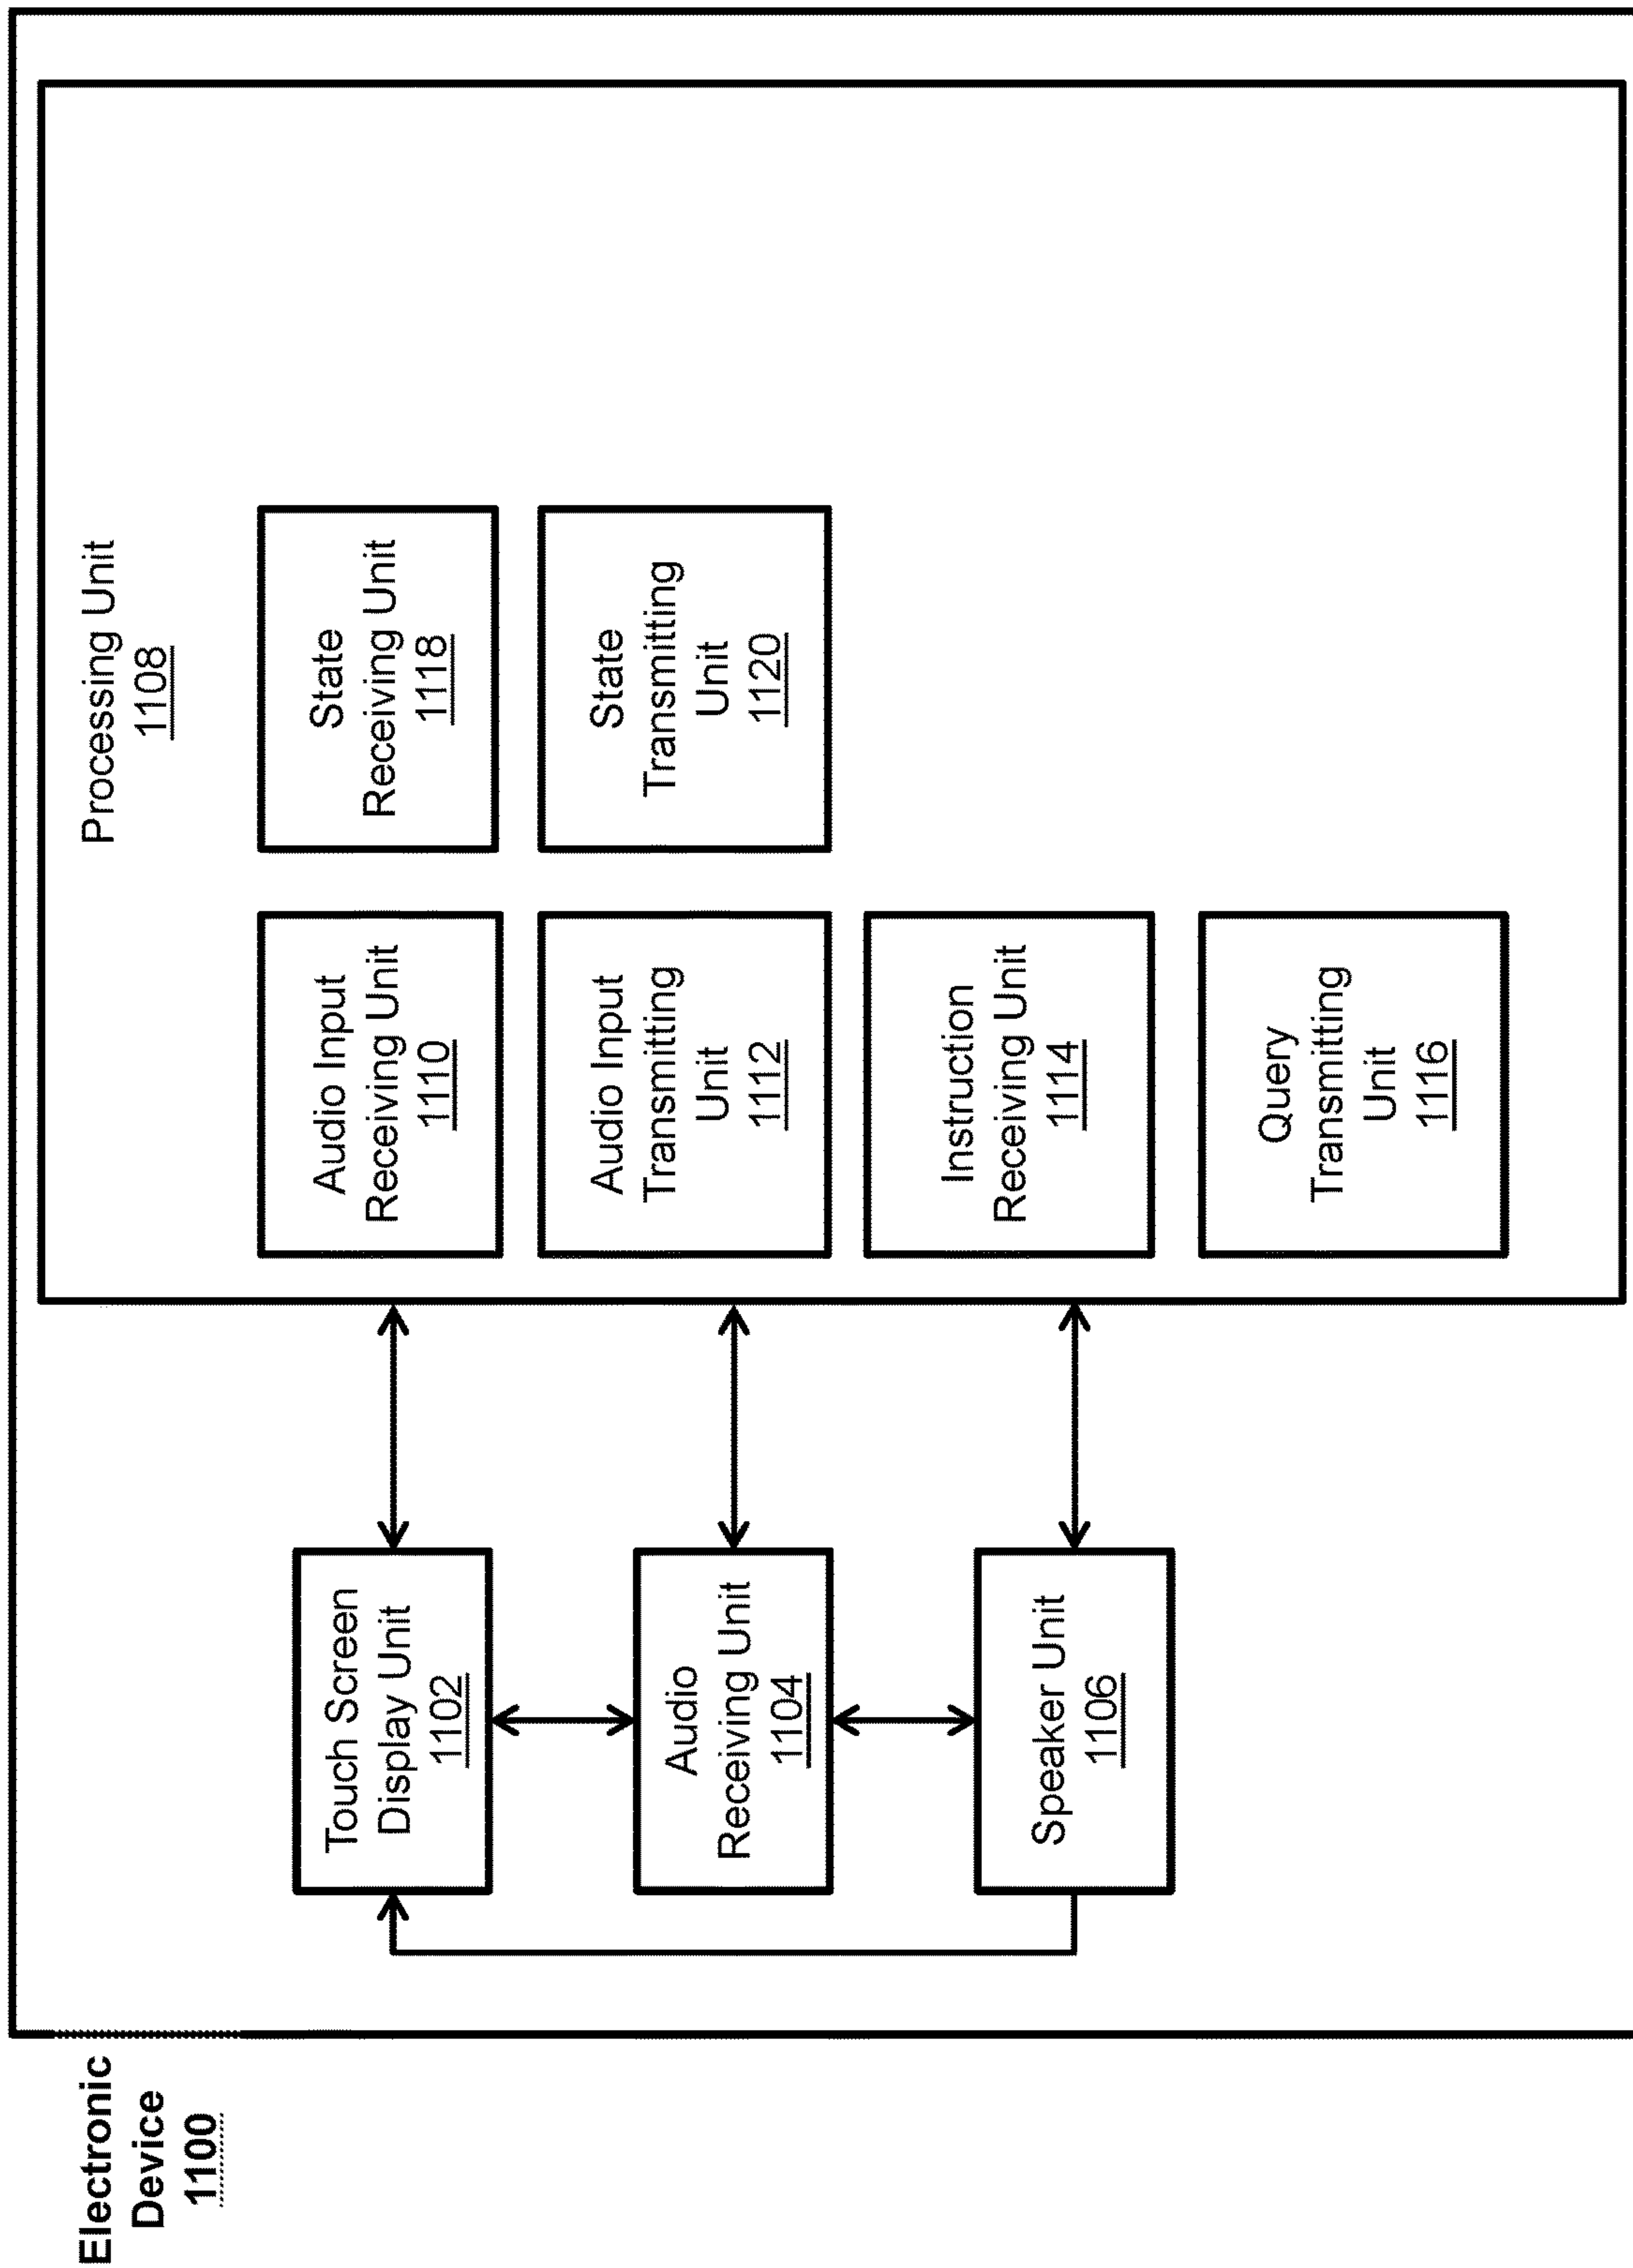 Electronic
Device
1100
Touch Screen
Display Unit
1102
Audio
Receiving Unit
1104
Speaker Unit
1106
Processing Unit
1108
Audio Input
Receiving Unit
1110
Audio Input
Transmitting
Unit
1112
Instruction
Receiving Unit
1114
Query
Transmitting
Unit
1116
State
Receiving Unit
1118
State
Transmitting
Unit
1120